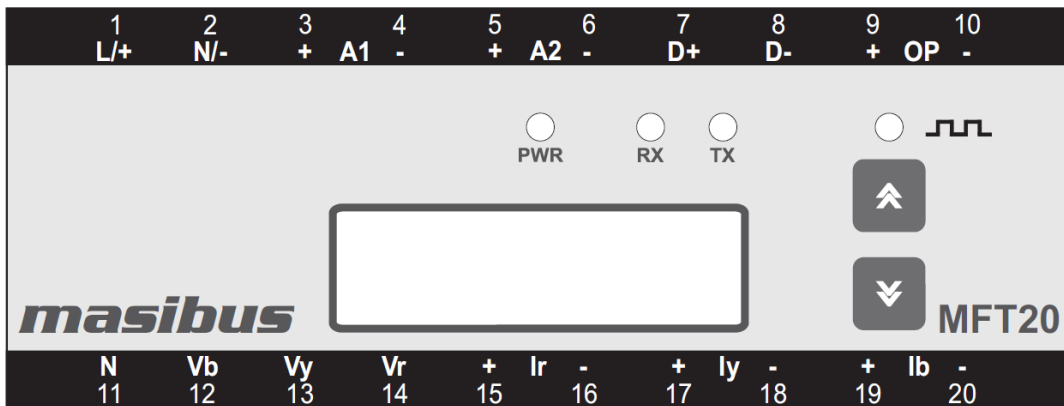 1 2 3 4 5 6 7 8 9 10
L/+ N/- + A1 - + A2 - D+ D- + OP -
PWR RX TX
masibus MFT20
N Vb Vy Vr + Ir - + Iy - + Ib -
11 12 13 14 15 16 17 18 19 20